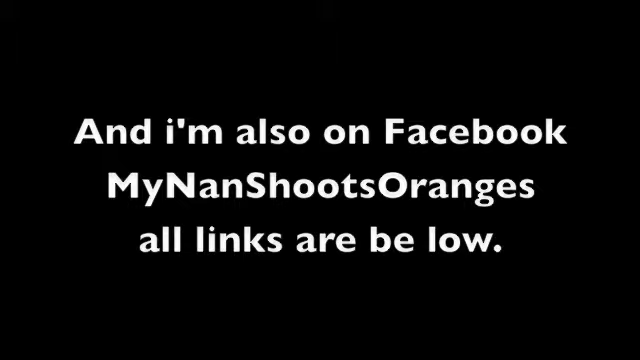 And i'm also on Facebook
MyNanShootsOranges
all links are be low.